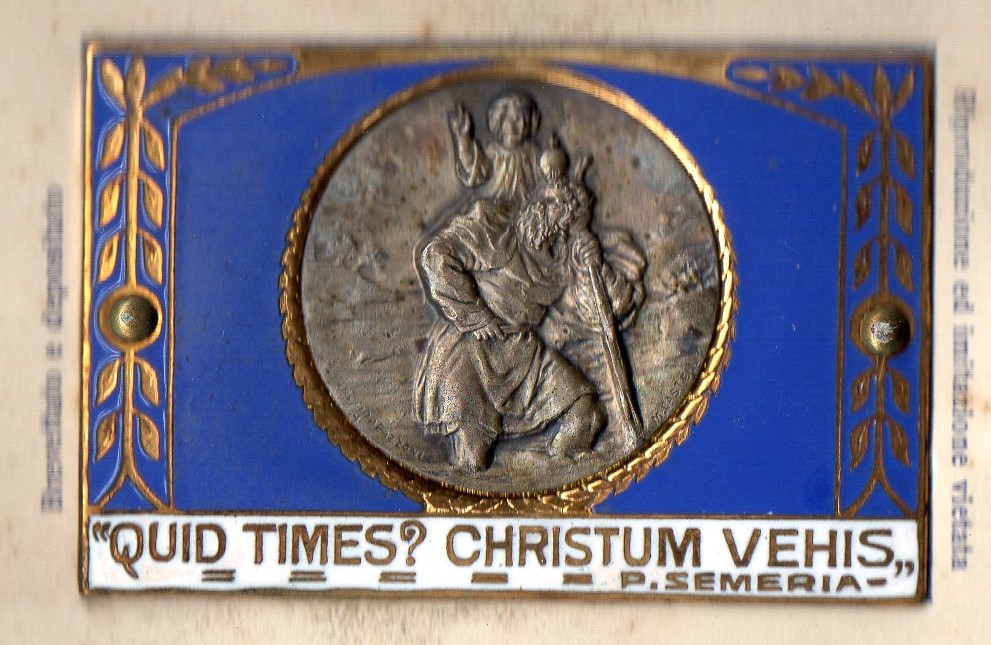 Brevettato e depositato
“QUID TIMES? CHRISTUM VEHIS„
P. SEMERIA-
Riproduzione ed imitazione vietata